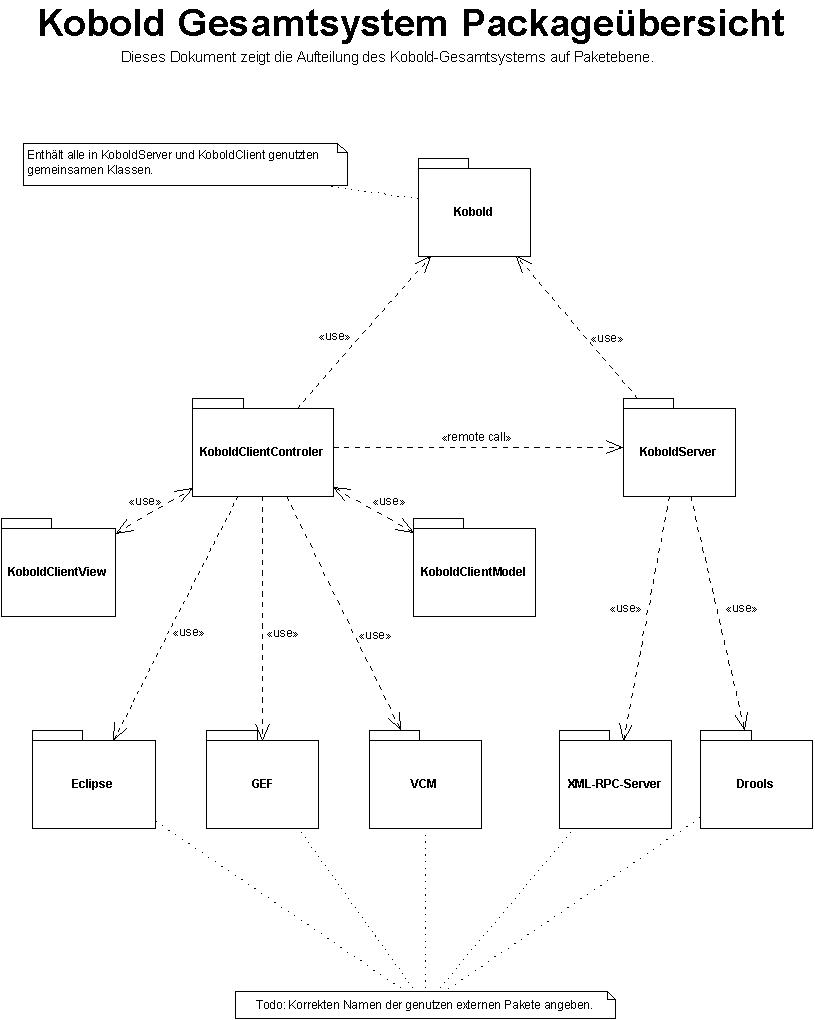 Kobold Gesamtsystem Packageübersicht
Dieses Dokument zeigt die Aufteilung des Kobold-Gesamtsystems auf Paketebene.
Enthält alle in KoboldServer und KoboldClient genutzten
gemeinsamen Klassen.
Kobold
«use»
«use»
KoboldClientControler
«remote call»
KoboldServer
«use»
«use»
KoboldClientView
KoboldClientModel
«use»
«use»
«use»
«use»
«use»
Eclipse
GEF
VCM
XML-RPC-Server
Drools
Todo: Korrekten Namen der genutzen externen Pakete angeben.